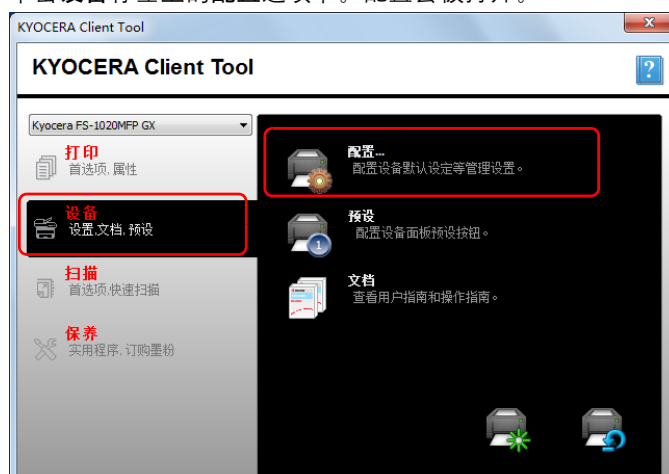 KYOCERA Client Tool
KYOCERA Client Tool
?
Kyocera FS-1020MFP GX
打印
首选项, 属性
设备
设置,文档, 预设
扫描
首选项,快速扫描
保养
实用程序, 订购墨粉
配置...
配置设备默认设定等管理设置。
预设
配置设备面板预设按钮。
1
文档
查看用户指南和操作指南。